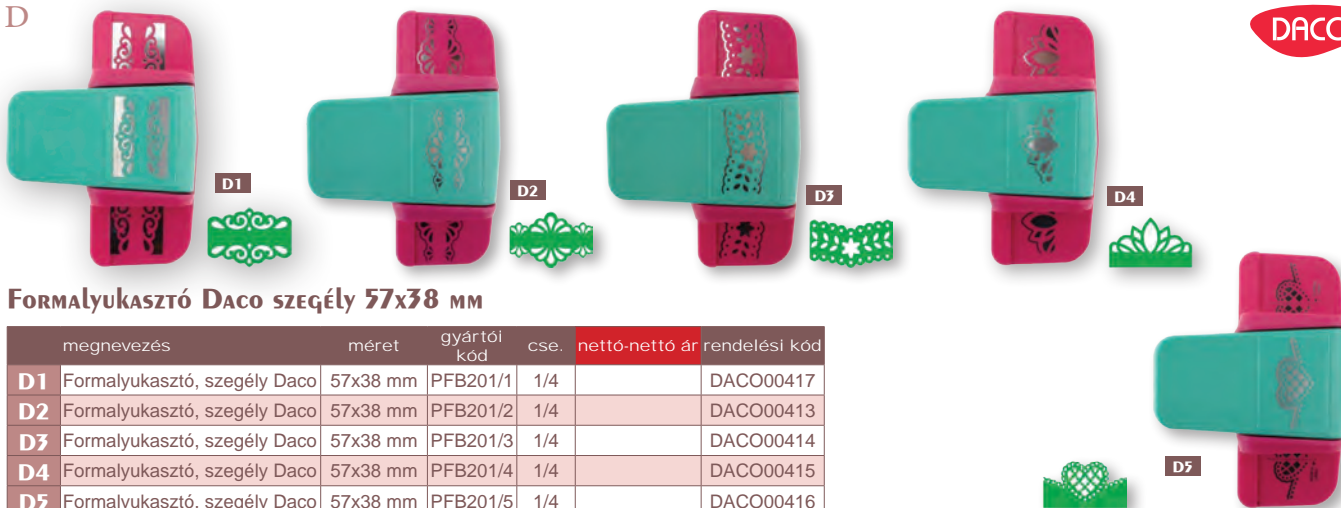 D
DACO
D1
D2
D3
D4
D5
Formalyukasztó Daco szegély 57x38 mm
megnevezés méret gyártói kód cse. nettó-nettó ár rendelési kód
D1 Formalyukasztó, szegély Daco 57x38 mm PFB201/1 1/4 DACO00417
D2 Formalyukasztó, szegély Daco 57x38 mm PFB201/2 1/4 DACO00413
D3 Formalyukasztó, szegély Daco 57x38 mm PFB201/3 1/4 DACO00414
D4 Formalyukasztó, szegély Daco 57x38 mm PFB201/4 1/4 DACO00415
D5 Formalyukasztó, szegély Daco 57x38 mm PFB201/5 1/4 DACO00416